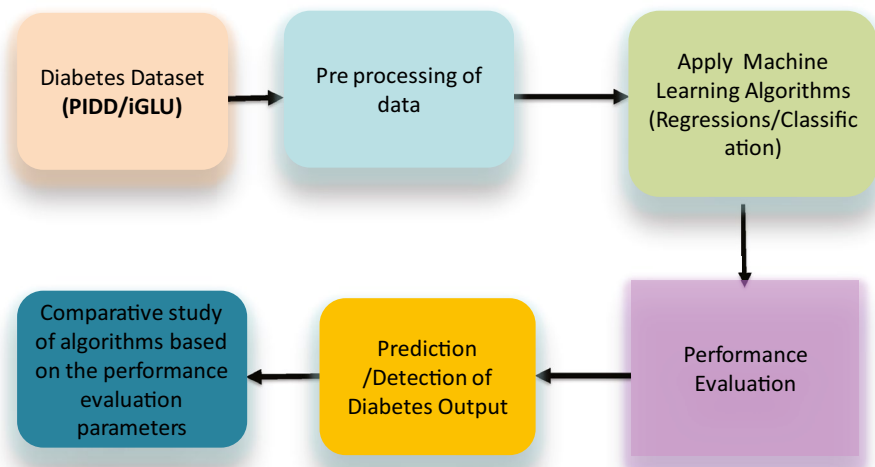 Diabetes Dataset
(PIDD/iGLU)
Pre processing of
data
Apply Machine
Learning Algorithms
(Regressions/Classific
ation)
Performance
Evaluation
Prediction
/Detection of
Diabetes Output
Comparative study
of algorithms based
on the performance
evaluation
parameters